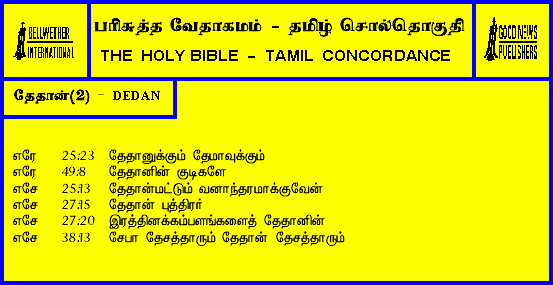 BELLWETHER
INTERNATIONAL
பரிசுத்த வேதாகமம் - தமிழ் சொல்தொகுதி
THE HOLY BIBLE - TAMIL CONCORDANCE
GOOD NEWS
PUBLISHERS
தேதான்(2) - DEDAN
எரே 25:23 தேதானுக்கும் தேமாவுக்கும்
எரே 49:8 தேதானின் குடிகளே
எசே 25:13 தேதான்மட்டும் வனாந்தரமாக்குவேன்
எசே 27:15 தேதான் புத்திரர்
எசே 27:20 இரத்தினக்கம்பளங்களைத் தேதானின்
எசே 38:13 சேபா தேசத்தாரும் தேதான் தேசத்தாரும்